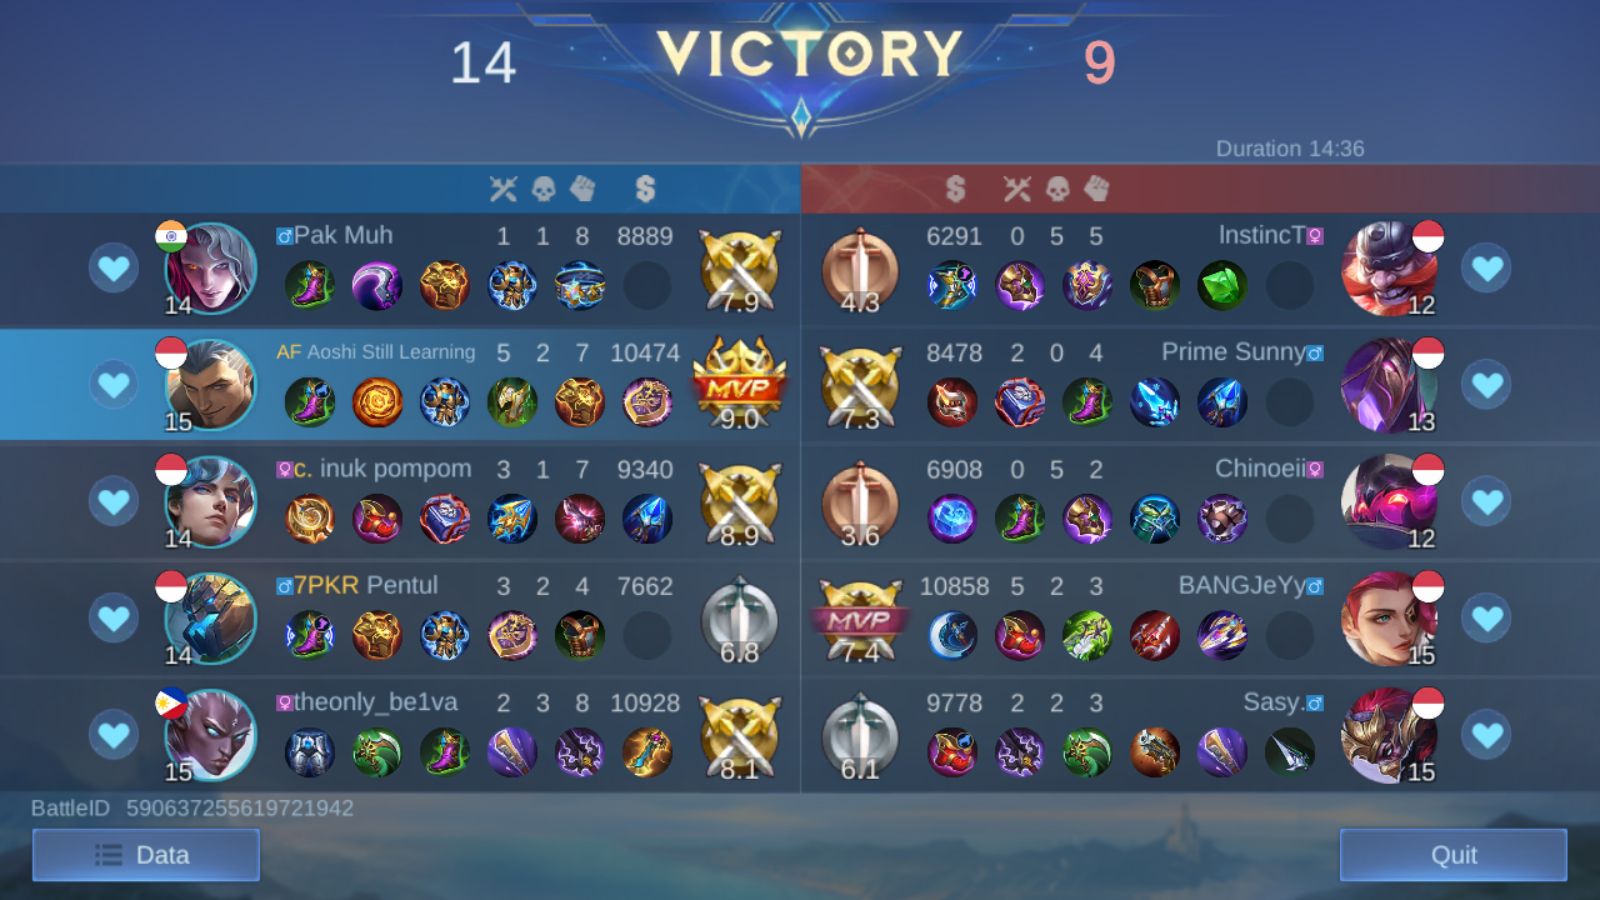 14 VICTORY 9
Duration 14:36
Pak Muh 1 1 8 8889
14 7.9
AF Aoshi Still Learning 5 2 7 10474
MVP
15 9.0
c. inuk pompom 3 1 7 9340
14 8.9
7PKR Pentul 3 2 4 7662
14 6.8
theonly_be1va 2 3 8 10928
15 8.1
6291 0 5 5 InstincT
4.3 12
8478 2 0 4 Prime Sunny
7.3 13
6908 0 5 2 Chinoeii
3.6 12
10858 5 2 3 BANGJeYy
MVP
7.4 15
9778 2 2 3 Sasy.
6.1 15
BattleID 590637255619721942
Data
Quit